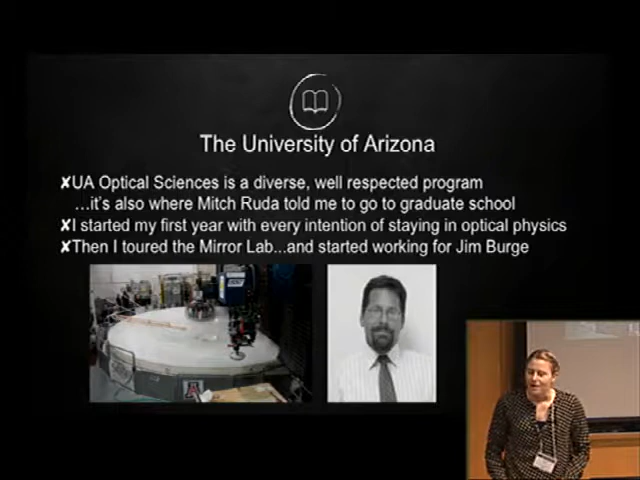 The University of Arizona
✘UA Optical Sciences is a diverse, well respected program
...it's also where Mitch Ruda told me to go to graduate school
✘I started my first year with every intention of staying in optical physics
✘Then I toured the Mirror Lab...and started working for Jim Burge
A